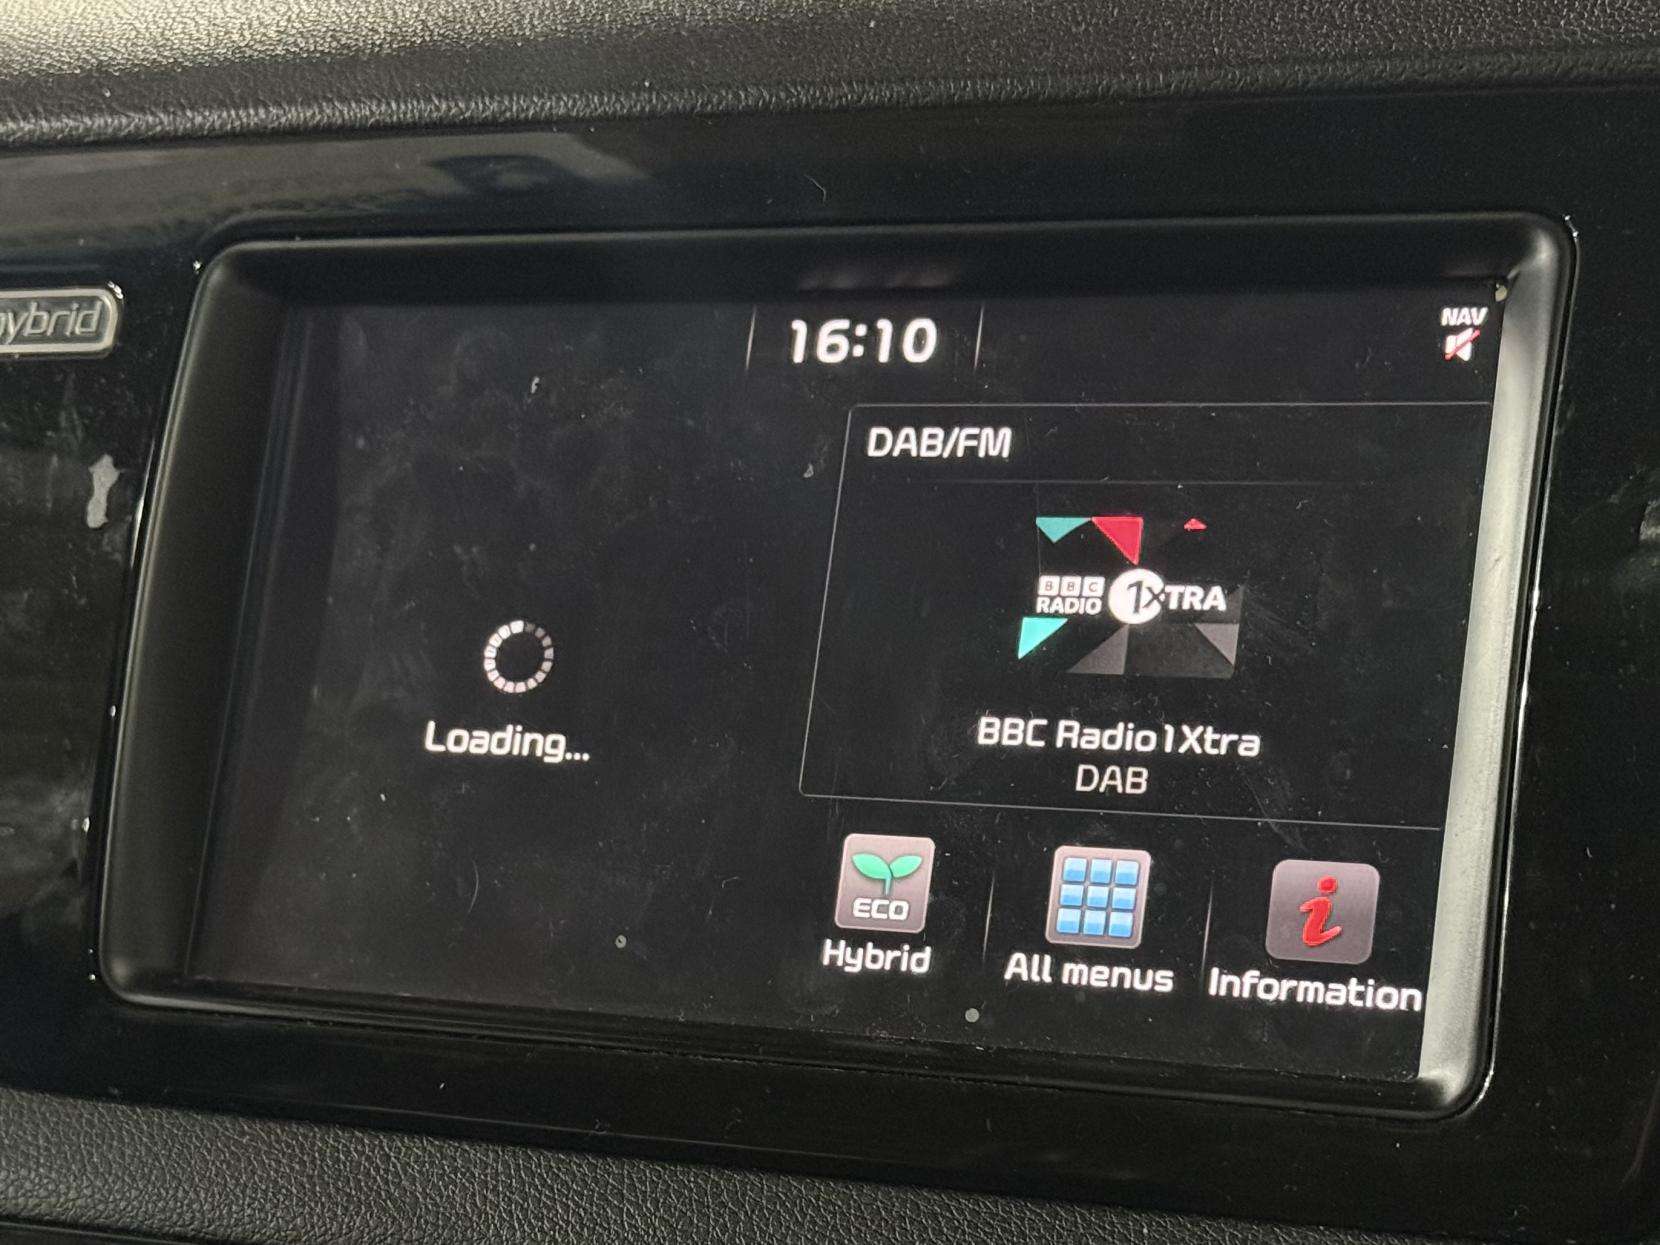 hybrid
16:10
NAV
DAB/FM
BBC
RADIO 1XTRA
Loading...
BBC Radio1Xtra
DAB
ECO
Hybrid
All menus
i
Information